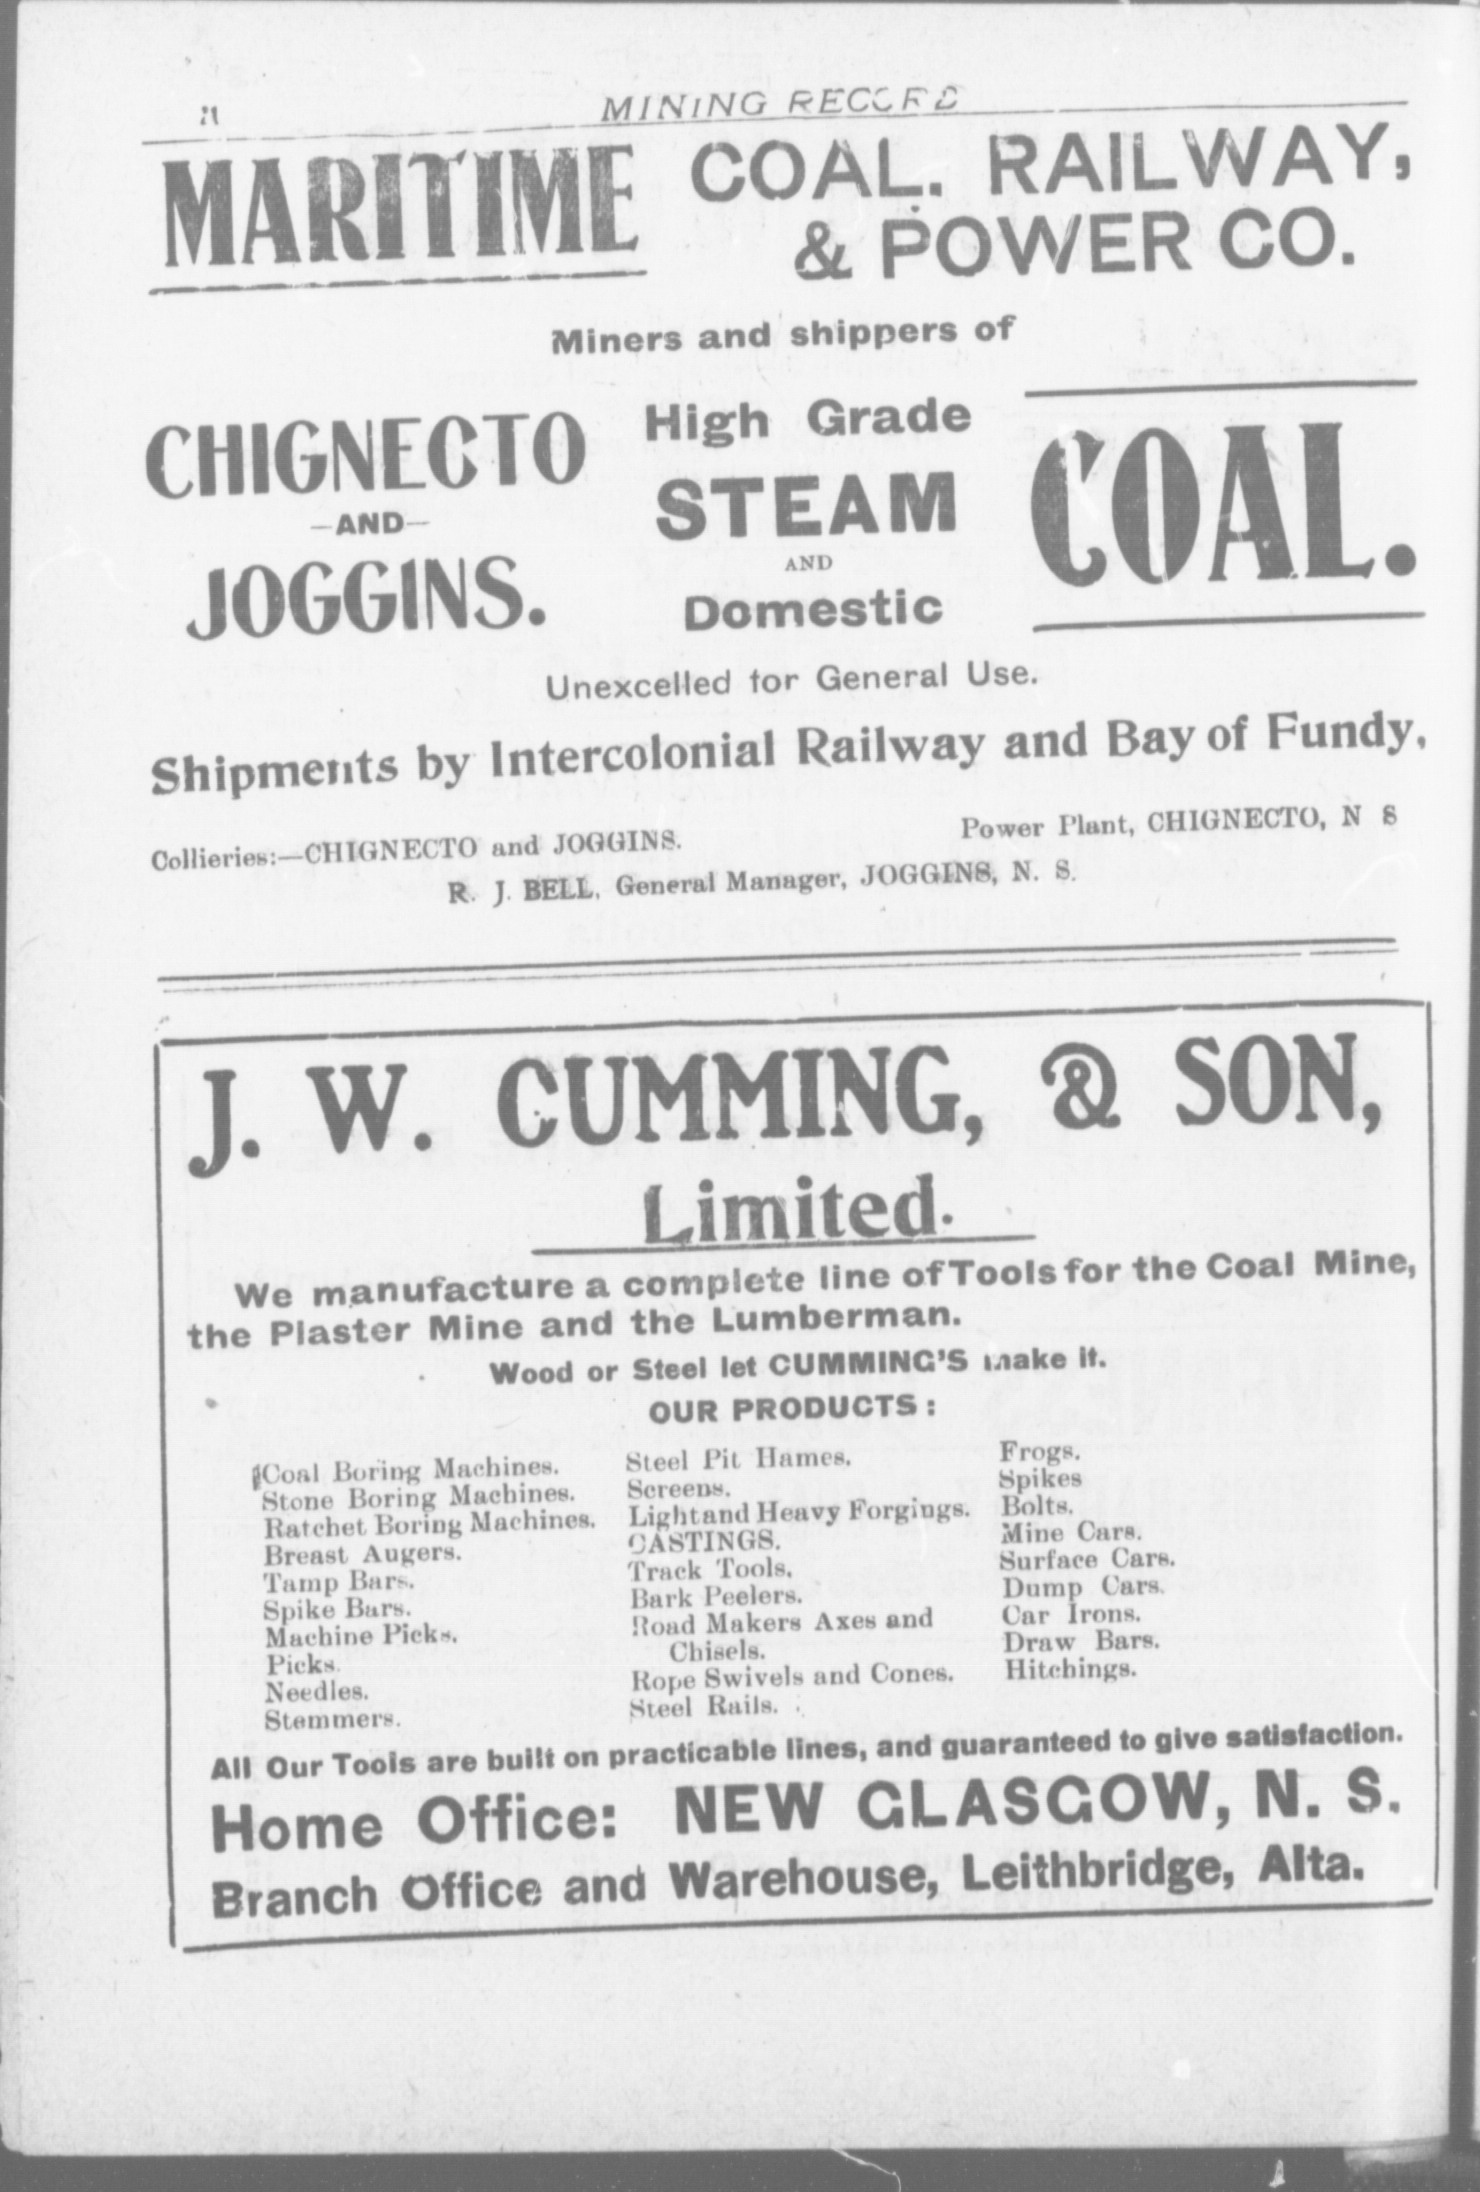 MINING RECORD
MARITIME COAL. RAILWAY,
& POWER CO.
Miners and shippers of
CHIGNECTO
—AND—
JOGGINS.
High Grade
STEAM
AND
Domestic
COAL.
Unexcelled for General Use.
Shipments by Intercolonial Railway and Bay of Fundy,
Collieries:—CHIGNECTO and JOGGINS.
Power Plant, CHIGNECTO, N S
R. J. BELL, General Manager, JOGGINS, N. S.
J. W. CUMMING, & SON,
Limited.
We manufacture a complete line of Tools for the Coal Mine,
the Plaster Mine and the Lumberman.
Wood or Steel let CUMMING'S make it.
OUR PRODUCTS:
Coal Boring Machines.
Stone Boring Machines.
Ratchet Boring Machines.
Breast Augers.
Tamp Bars.
Spike Bars.
Machine Picks.
Picks.
Needles.
Stemmers.
Steel Pit Hames.
Screens.
Light and Heavy Forgings.
CASTINGS.
Track Tools.
Bark Peelers.
Road Makers Axes and
Chisels.
Rope Swivels and Cones.
Steel Rails.
Frogs.
Spikes
Bolts.
Mine Cars.
Surface Cars.
Dump Cars.
Car Irons.
Draw Bars.
Hitchings.
All Our Tools are built on practicable lines, and guaranteed to give satisfaction.
Home Office: NEW GLASGOW, N. S.
Branch Office and Warehouse, Leithbridge, Alta.